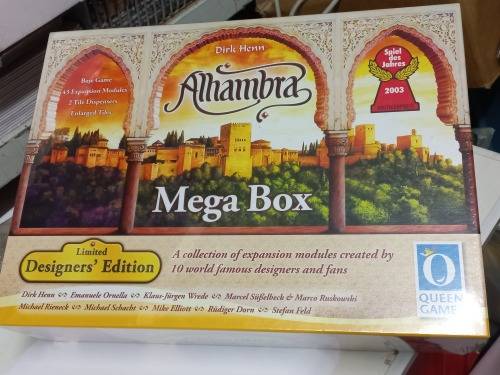 Dirk Henn
Alhambra
Base Game
45 Expansion Modules
2 Tile Dispensers
Enlarged Tiles
Spiel
des
Jahres
2003
Mega Box
Limited
Designers' Edition
A collection of expansion modules created by
10 world famous designers and fans
Dirk Henn Emanuele Ornella Klaus-Jürgen Wrede Marcel Süßelbeck & Marco Ruskowski
Michael Rieneck Michael Schacht Mike Elliott Rüdiger Dorn Stefan Feld
QUEEN
GAMES